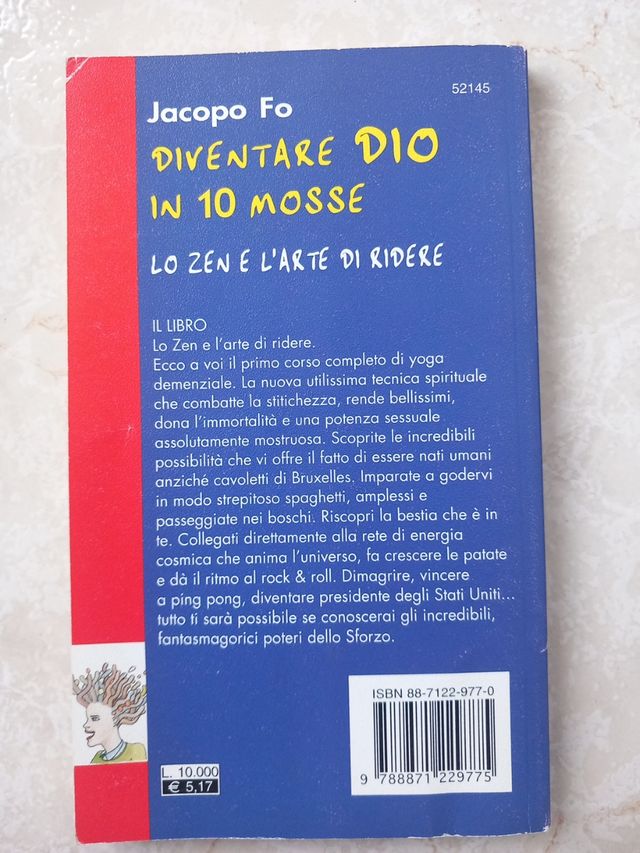 52145
Jacopo Fo
DIVENTARE DIO
IN 10 MOSSE
LO ZEN E L'ARTE DI RIDERE
IL LIBRO
Lo Zen e l'arte di ridere.
Ecco a voi il primo corso completo di yoga
demenziale. La nuova utilissima tecnica spirituale
che combatte la stitichezza, rende bellissimi,
dona l'immortalità e una potenza sessuale
assolutamente mostruosa. Scoprite le incredibili
possibilità che vi offre il fatto di essere nati umani
anziché cavoletti di Bruxelles. Imparate a godervi
in modo strepitoso spaghetti, amplessi e
passeggiate nei boschi. Riscopri la bestia che è in
te. Collegati direttamente alla rete di energia
cosmica che anima l'universo, fa crescere le patate
e dà il ritmo al rock & roll. Dimagrire, vincere
a ping pong, diventare presidente degli Stati Uniti...
tutto ti sarà possibile se conoscerai gli incredibili,
fantasmagorici poteri dello Sforzo.
ISBN 88-7122-977-0
9 788871 229775
L. 10.000
€ 5,17